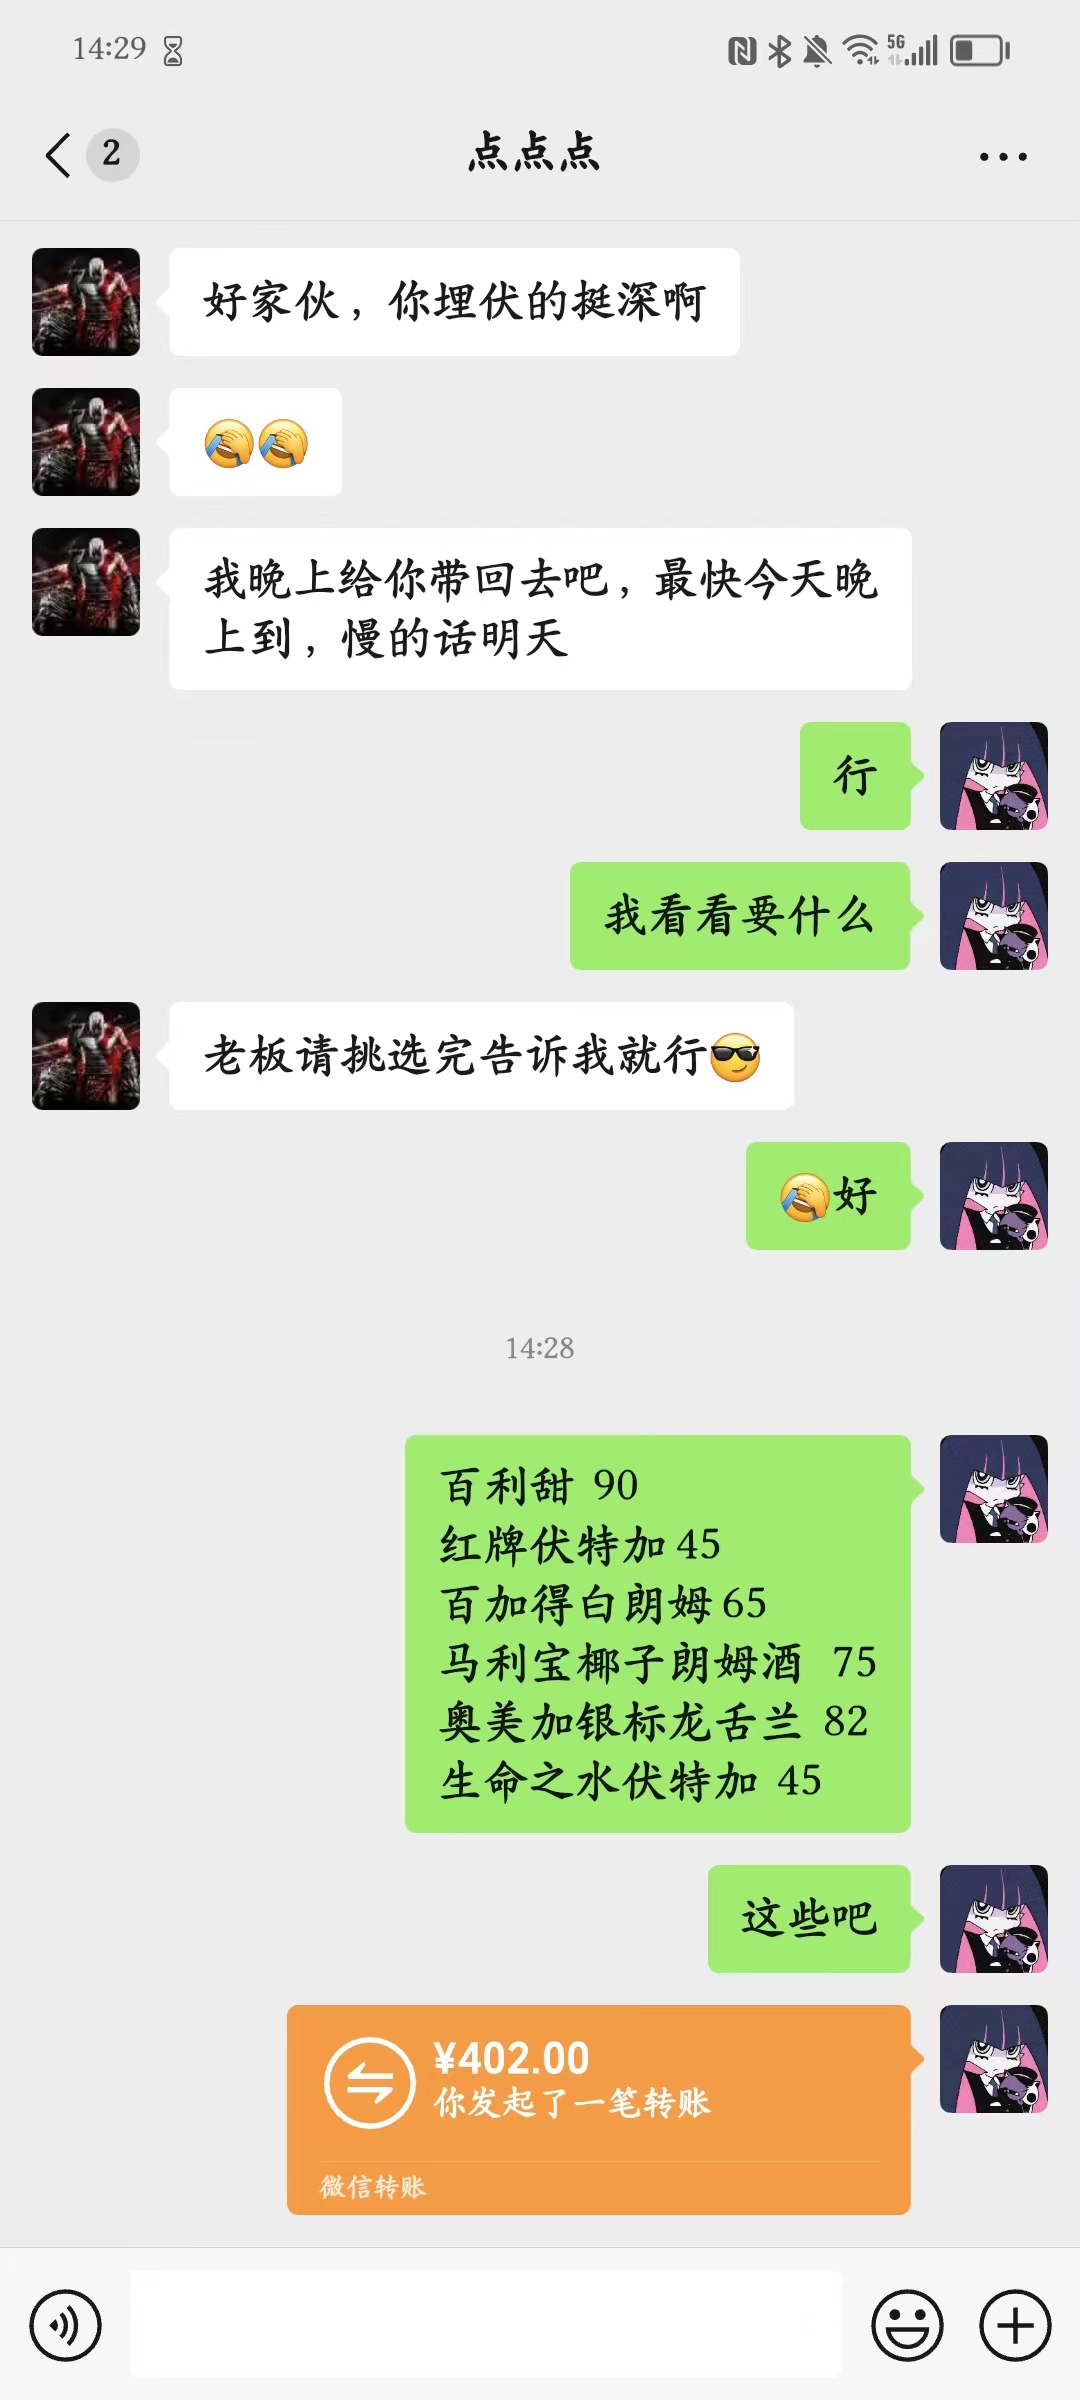 14:29
5G
2
点点点
好家伙，你埋伏的挺深啊
我晚上给你带回去吧，最快今天晚
上到，慢的话明天
行
我看看要什么
老板请挑选完告诉我就行😎
🤦好
14:28
百利甜 90
红牌伏特加45
百加得白朗姆65
马利宝椰子朗姆酒 75
奥美加银标龙舌兰 82
生命之水伏特加 45
这些吧
¥402.00
你发起了一笔转账
微信转账